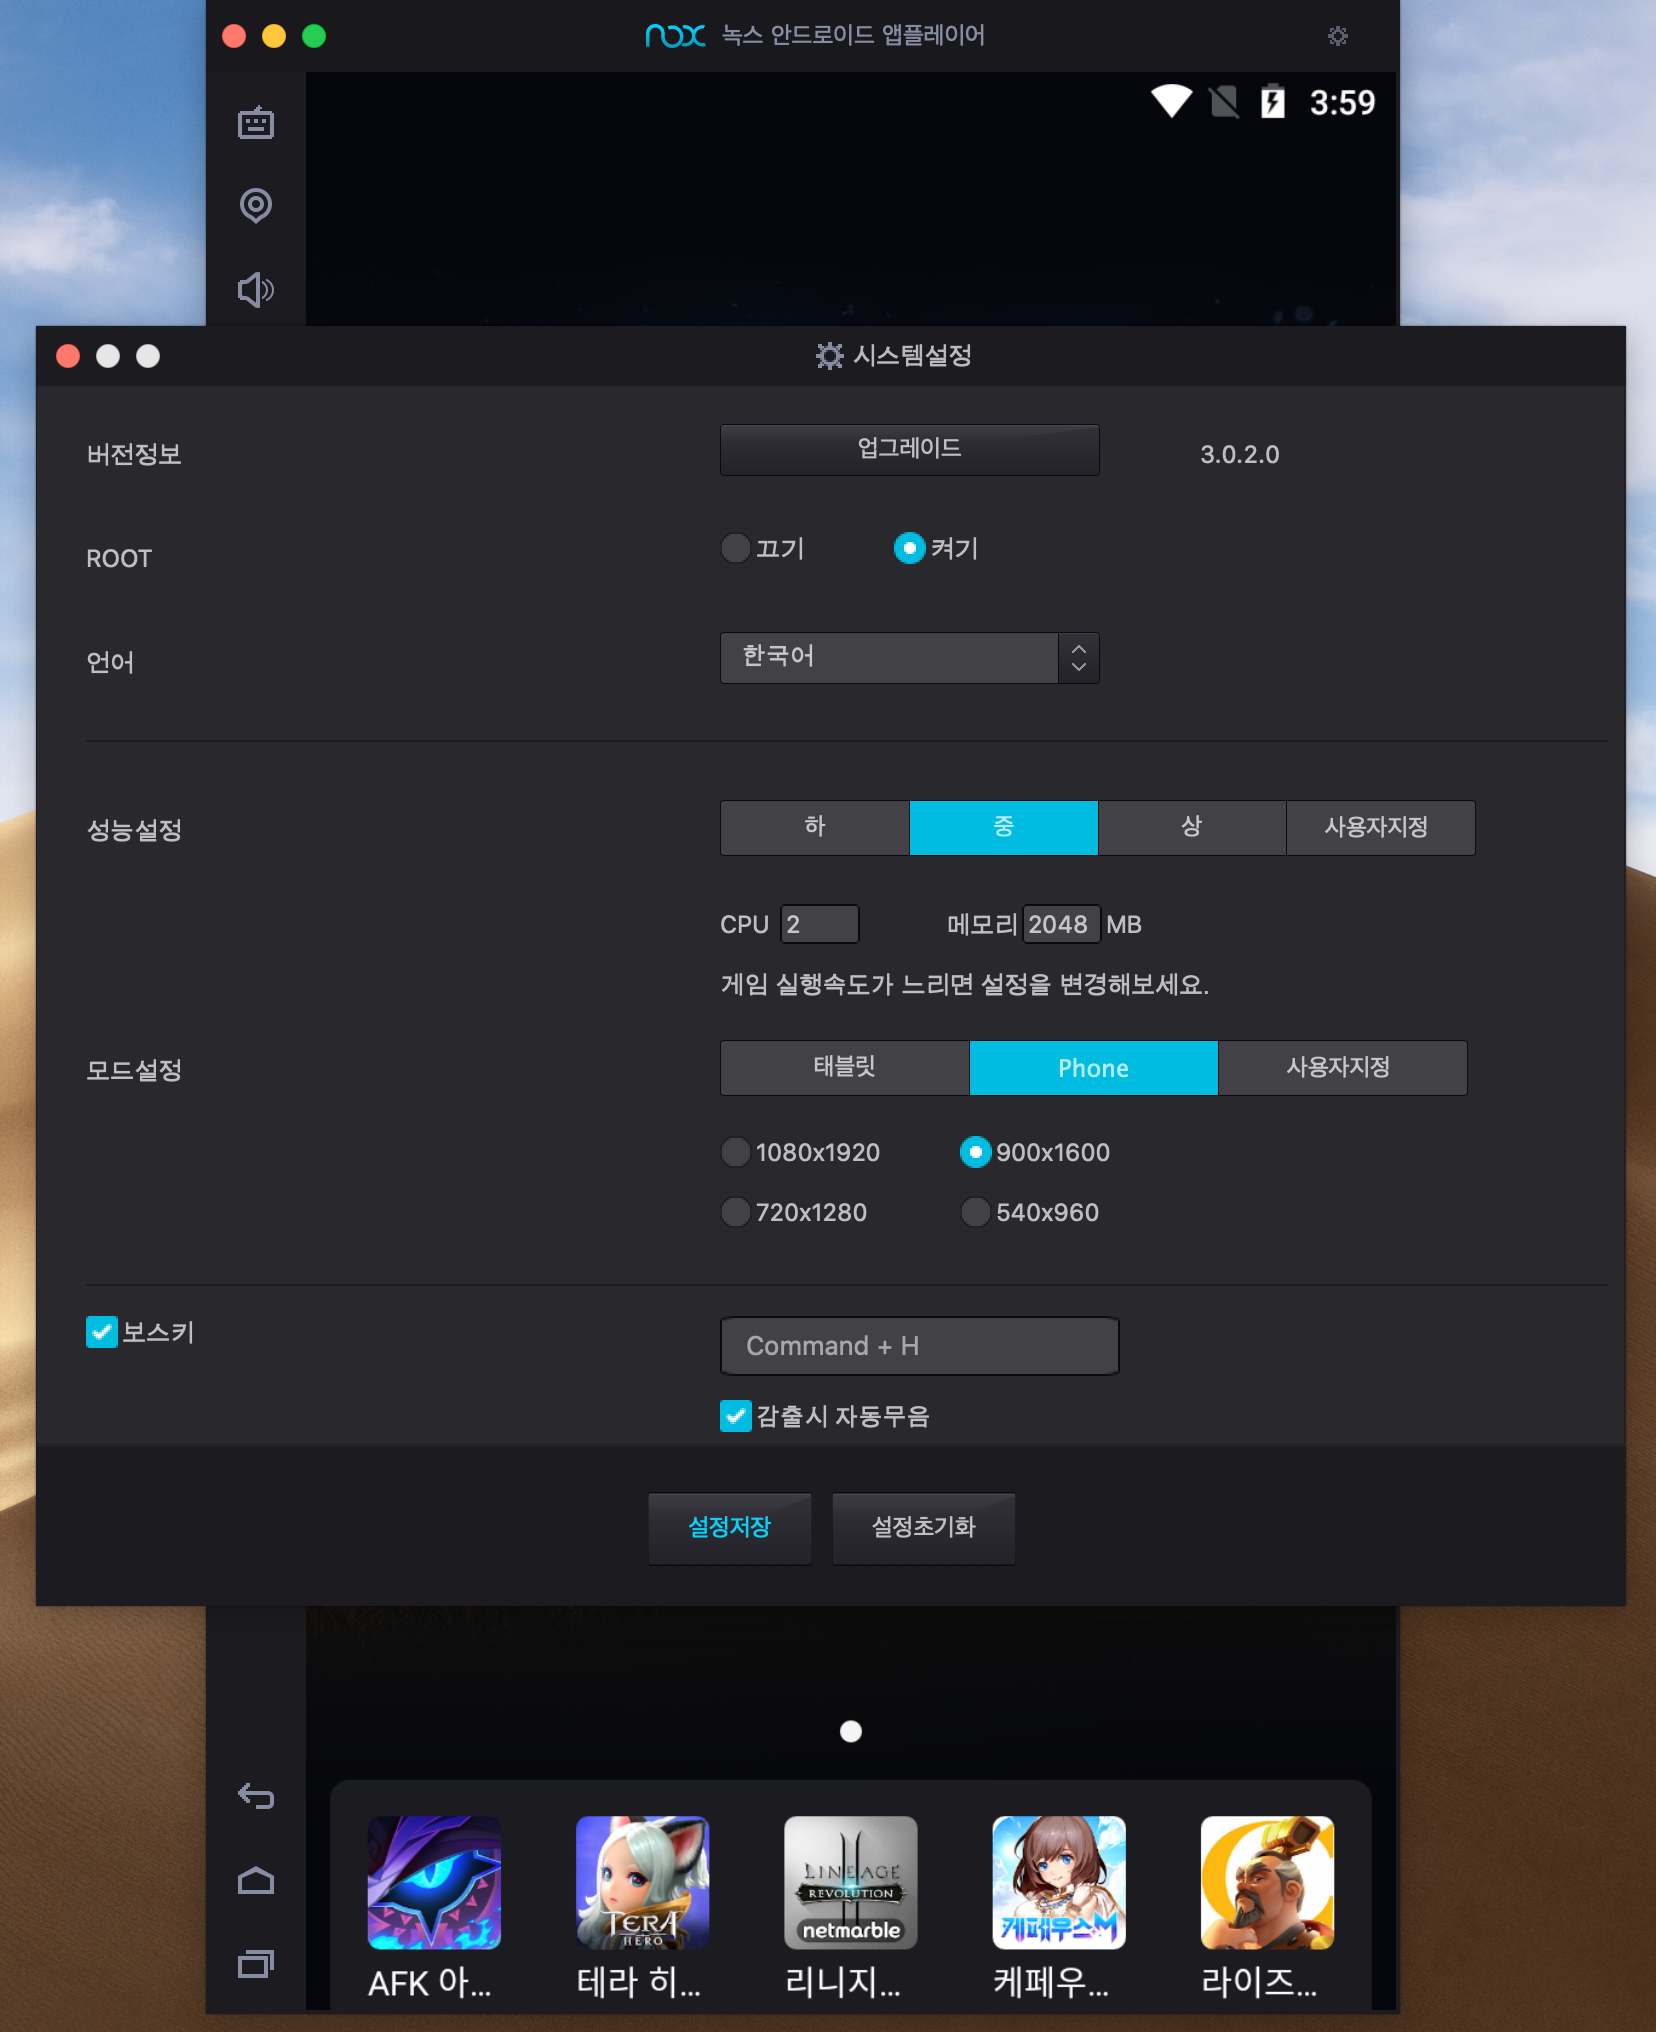 nox 녹스 안드로이드 앱플레이어
3:59
시스템설정
버전정보 업그레이드 3.0.2.0
ROOT 끄기 켜기
언어 한국어
성능설정 하 중 상 사용자지정
CPU 2 메모리 2048 MB
게임 실행속도가 느리면 설정을 변경해보세요.
모드설정 태블릿 Phone 사용자지정
1080x1920 900x1600
720x1280 540x960
보스키 Command + H
감출시 자동무음
설정저장 설정초기화
TERA
HERO
LINEAGE
REVOLUTION
netmarble
케페우스M
AFK 아... 테라 히... 리니지... 케페우... 라이즈...